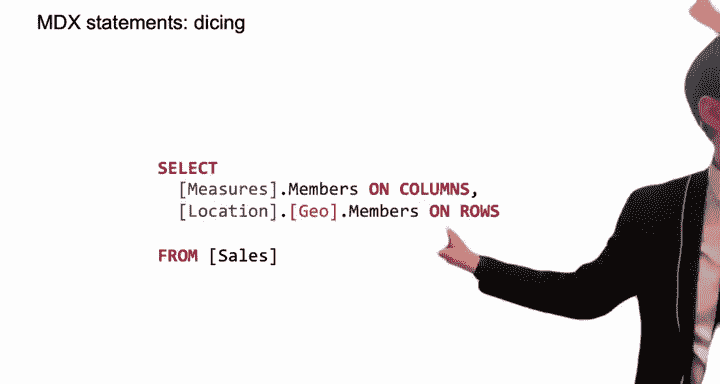 MDX statements: dicing
SELECT
[Measures].Members ON COLUMNS,
[Location].[Geo].Members ON ROWS
FROM [Sales]